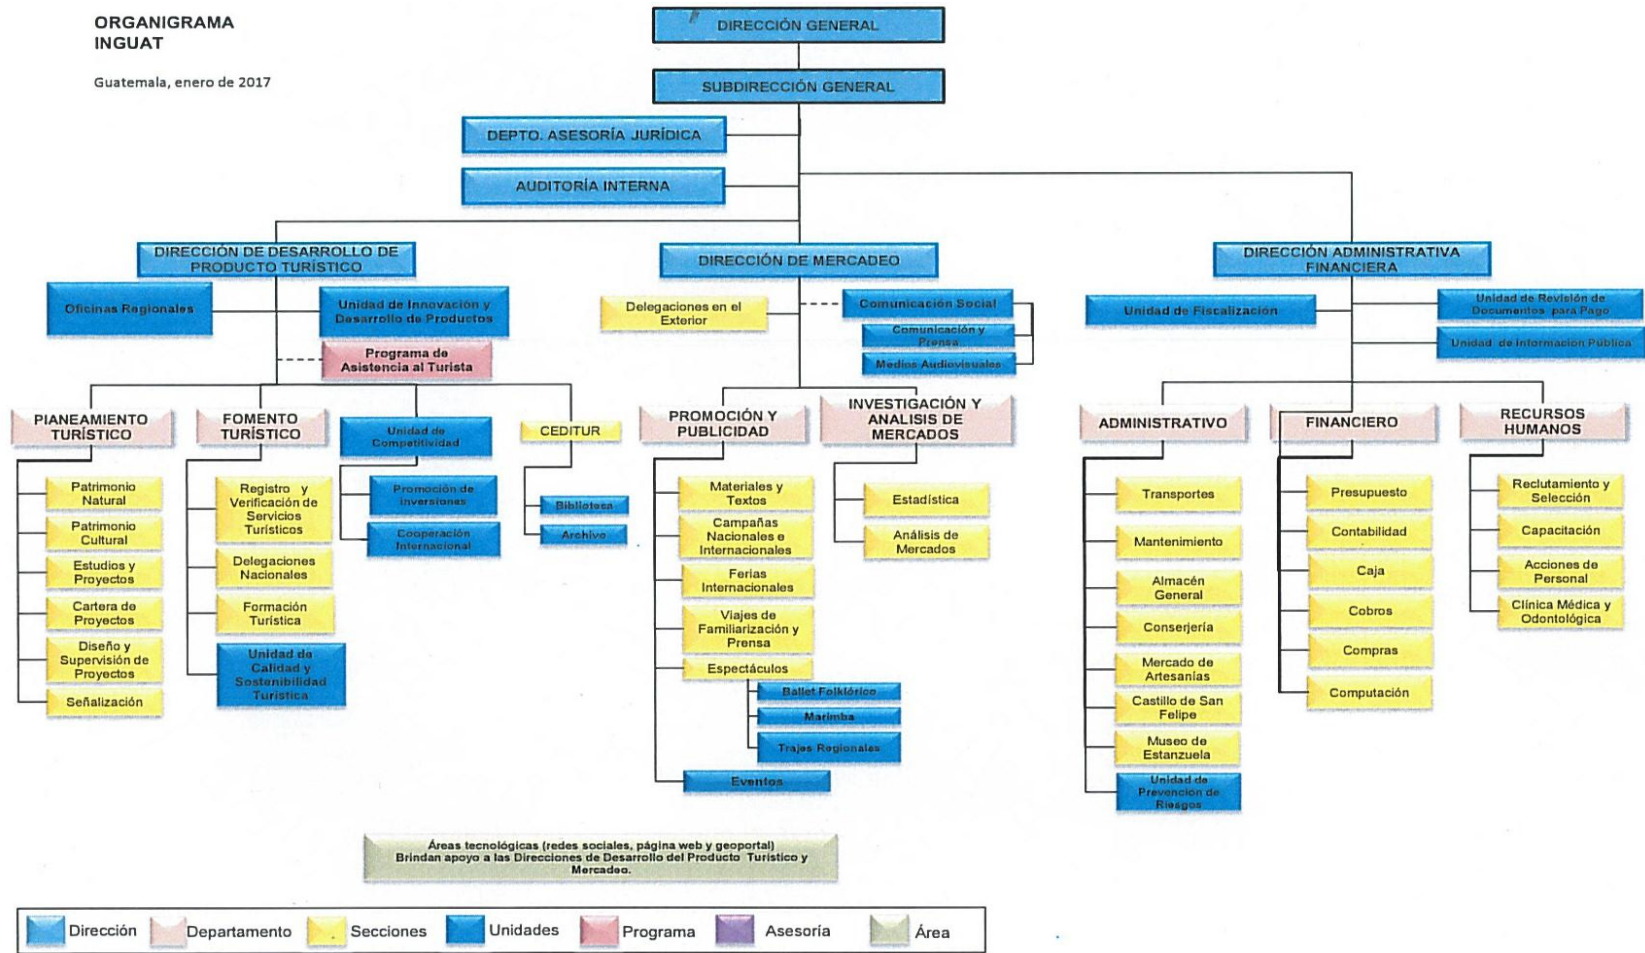 ORGANIGRAMA
INGUAT
Guatemala, enero de 2017
DIRECCIÓN GENERAL
SUBDIRECCIÓN GENERAL
DEPTO. ASESORÍA JURÍDICA
AUDITORÍA INTERNA
DIRECCIÓN DE DESARROLLO DE
PRODUCTO TURÍSTICO
DIRECCIÓN DE MERCADEO
DIRECCIÓN ADMINISTRATIVA
FINANCIERA
Oficinas Regionales
Unidad de Innovación y
Desarrollo de Productos
Programa de
Asistencia al Turista
Delegaciones en el
Exterior
Comunicación Social
Comunicación y
Prensa
Medios Audiovisuales
Unidad de Fiscalización
Unidad de Revisión de
Documentos para Pago
Unidad de Información Pública
PlANEAMIENTO
TURÍSTICO
FOMENTO
TURÍSTICO
Unidad de
Competitividad
CEDITUR
PROMOCIÓN Y
PUBLICIDAD
INVESTIGACIÓN Y
ANALISIS DE
MERCADOS
ADMINISTRATIVO
FINANCIERO
RECURSOS
HUMANOS
Patrimonio
Natural
Patrimonio
Cultural
Estudios y
Proyectos
Cartera de
Proyectos
Diseño y
Supervisión de
Proyectos
Señalización
Registro y
Verificación de
Servicios
Turísticos
Delegaciones
Nacionales
Formación
Turística
Unidad de
Calidad y
Sostenibilidad
Turística
Promoción de
Inversiones
Cooperación
Internacional
Biblioteca
Archivo
Materiales y
Textos
Campañas
Nacionales e
Internacionales
Ferias
Internacionales
Viajes de
Familiarización y
Prensa
Espectáculos
Ballet Folklórico
Marimba
Trajes Regionales
Eventos
Estadística
Análisis de
Mercados
Transportes
Mantenimiento
Almacén
General
Conserjería
Mercado de
Artesanías
Castillo de San
Felipe
Museo de
Estanzuela
Unidad de
Prevención de
Riesgos
Presupuesto
Contabilidad
Caja
Cobros
Compras
Computación
Reclutamiento y
Selección
Capacitación
Acciones de
Personal
Clínica Médica y
Odontológica
Áreas tecnológicas (redes sociales, página web y geoportal)
Brindan apoyo a las Direcciones de Desarrollo del Producto Turístico y
Mercadeo.
Dirección Departamento Secciones Unidades Programa Asesoría Área